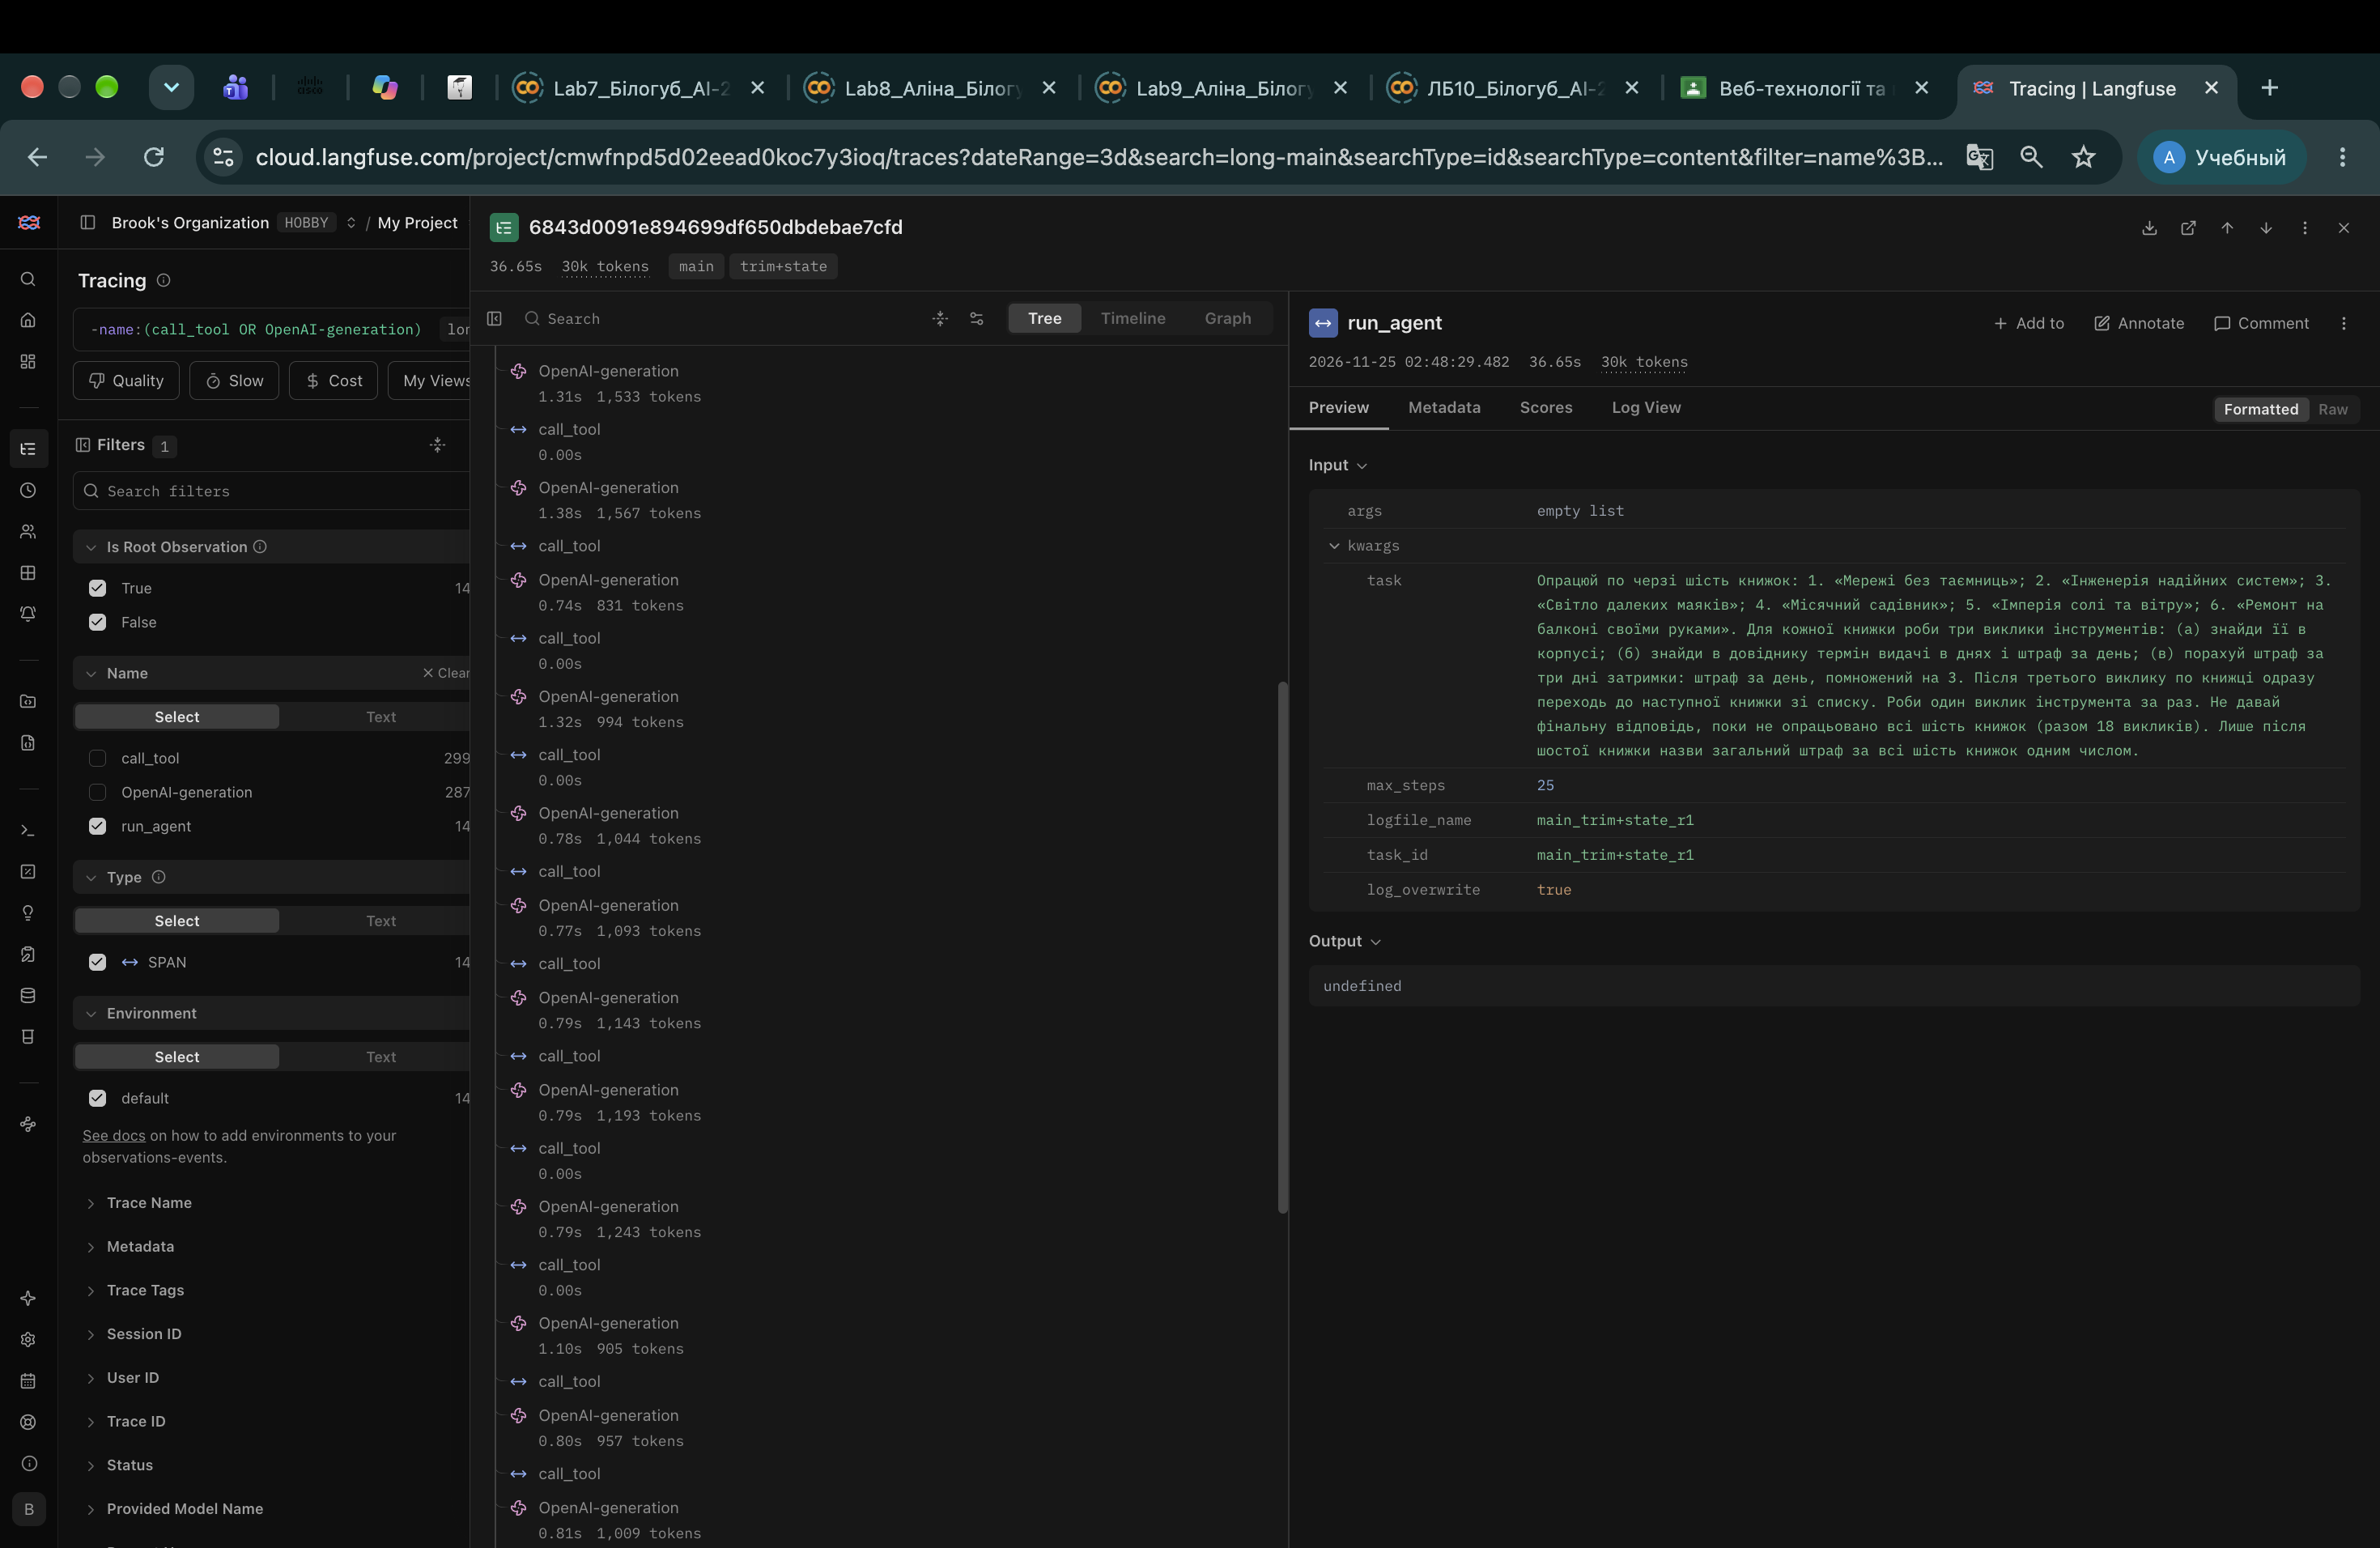 Lab7_Білогуб_АІ-2
Lab8_Аліна_Білогу
Lab9_Аліна_Білогу
ЛБ10_Білогуб_АІ-2
Веб-технології та
Tracing | Langfuse
cloud.langfuse.com/project/cmwfnpd5d02eead0koc7y3ioq/traces?dateRange=3d&search=long-main&searchType=id&searchType=content&filter=name%3B...
A Учебный
Brook's Organization HOBBY / My Project
Tracing
-name:(call_tool OR OpenAI-generation) lon
Quality Slow $ Cost My Views
Filters 1
Search filters
Is Root Observation
True 14
False
Name Clear
Select Text
call_tool 299
OpenAI-generation 287
run_agent 14
Type
Select Text
SPAN 14
Environment
Select Text
default 14
See docs on how to add environments to your
observations-events.
Trace Name
Metadata
Trace Tags
Session ID
User ID
Trace ID
Status
Provided Model Name
B
6843d0091e894699df650dbdebae7cfd
36.65s 30k tokens main trim+state
Search Tree Timeline Graph
OpenAI-generation
1.31s 1,533 tokens
call_tool
0.00s
OpenAI-generation
1.38s 1,567 tokens
call_tool
OpenAI-generation
0.74s 831 tokens
call_tool
0.00s
OpenAI-generation
1.32s 994 tokens
call_tool
0.00s
OpenAI-generation
0.78s 1,044 tokens
call_tool
OpenAI-generation
0.77s 1,093 tokens
call_tool
OpenAI-generation
0.79s 1,143 tokens
call_tool
OpenAI-generation
0.79s 1,193 tokens
call_tool
0.00s
OpenAI-generation
0.79s 1,243 tokens
call_tool
0.00s
OpenAI-generation
1.10s 905 tokens
call_tool
OpenAI-generation
0.80s 957 tokens
call_tool
OpenAI-generation
0.81s 1,009 tokens
run_agent
Add to Annotate Comment
2026-11-25 02:48:29.482 36.65s 30k tokens
Preview Metadata Scores Log View
Formatted Raw
Input
args empty list
kwargs
task Опрацюй по черзі шість книжок: 1. «Мережі без таємниць»; 2. «Інженерія надійних систем»; 3.
«Світло далеких маяків»; 4. «Місячний садівник»; 5. «Імперія солі та вітру»; 6. «Ремонт на
балконі своїми руками». Для кожної книжки роби три виклики інструментів: (а) знайди її в
корпусі; (б) знайди в довіднику термін видачі в днях і штраф за день; (в) порахуй штраф за
три дні затримки: штраф за день, помножений на 3. Після третього виклику по книжці одразу
переходь до наступної книжки зі списку. Роби один виклик інструмента за раз. Не давай
фінальну відповідь, поки не опрацьовано всі шість книжок (разом 18 викликів). Лише після
шостої книжки назви загальний штраф за всі шість книжок одним числом.
max_steps 25
logfile_name main_trim+state_r1
task_id main_trim+state_r1
log_overwrite true
Output
undefined